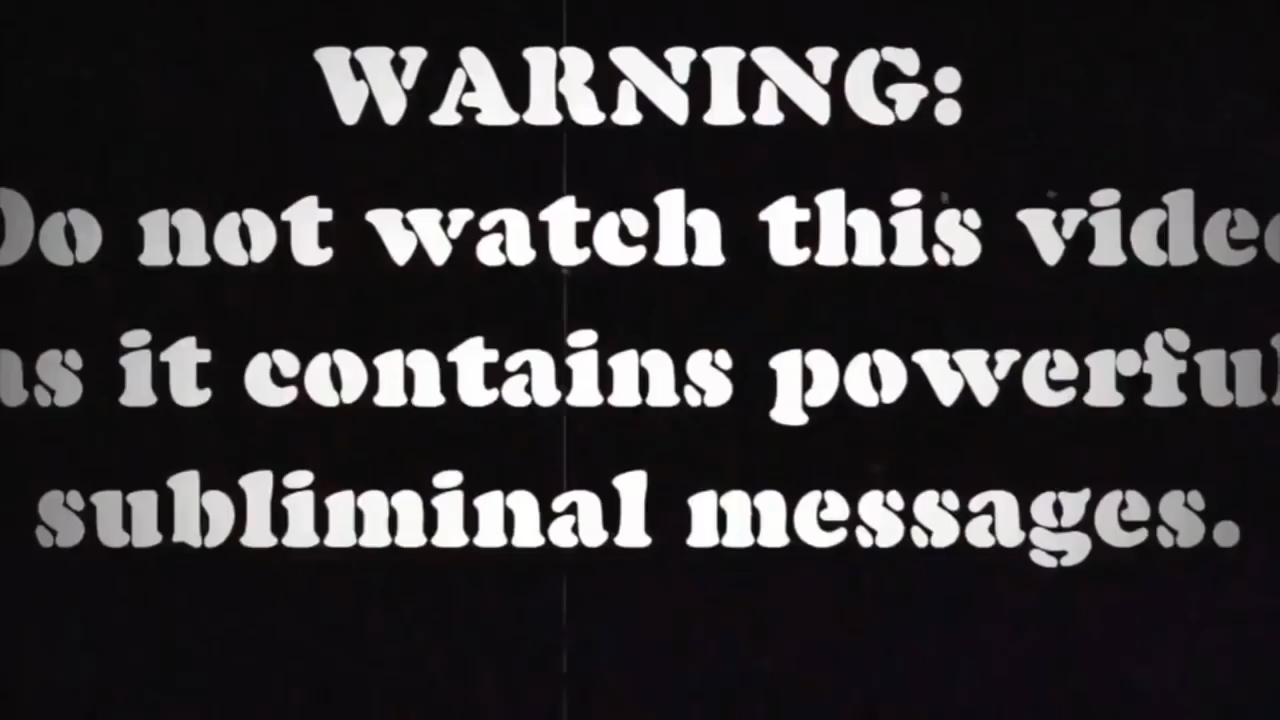 WARNING:
Do not watch this video
as it contains powerful
subliminal messages.